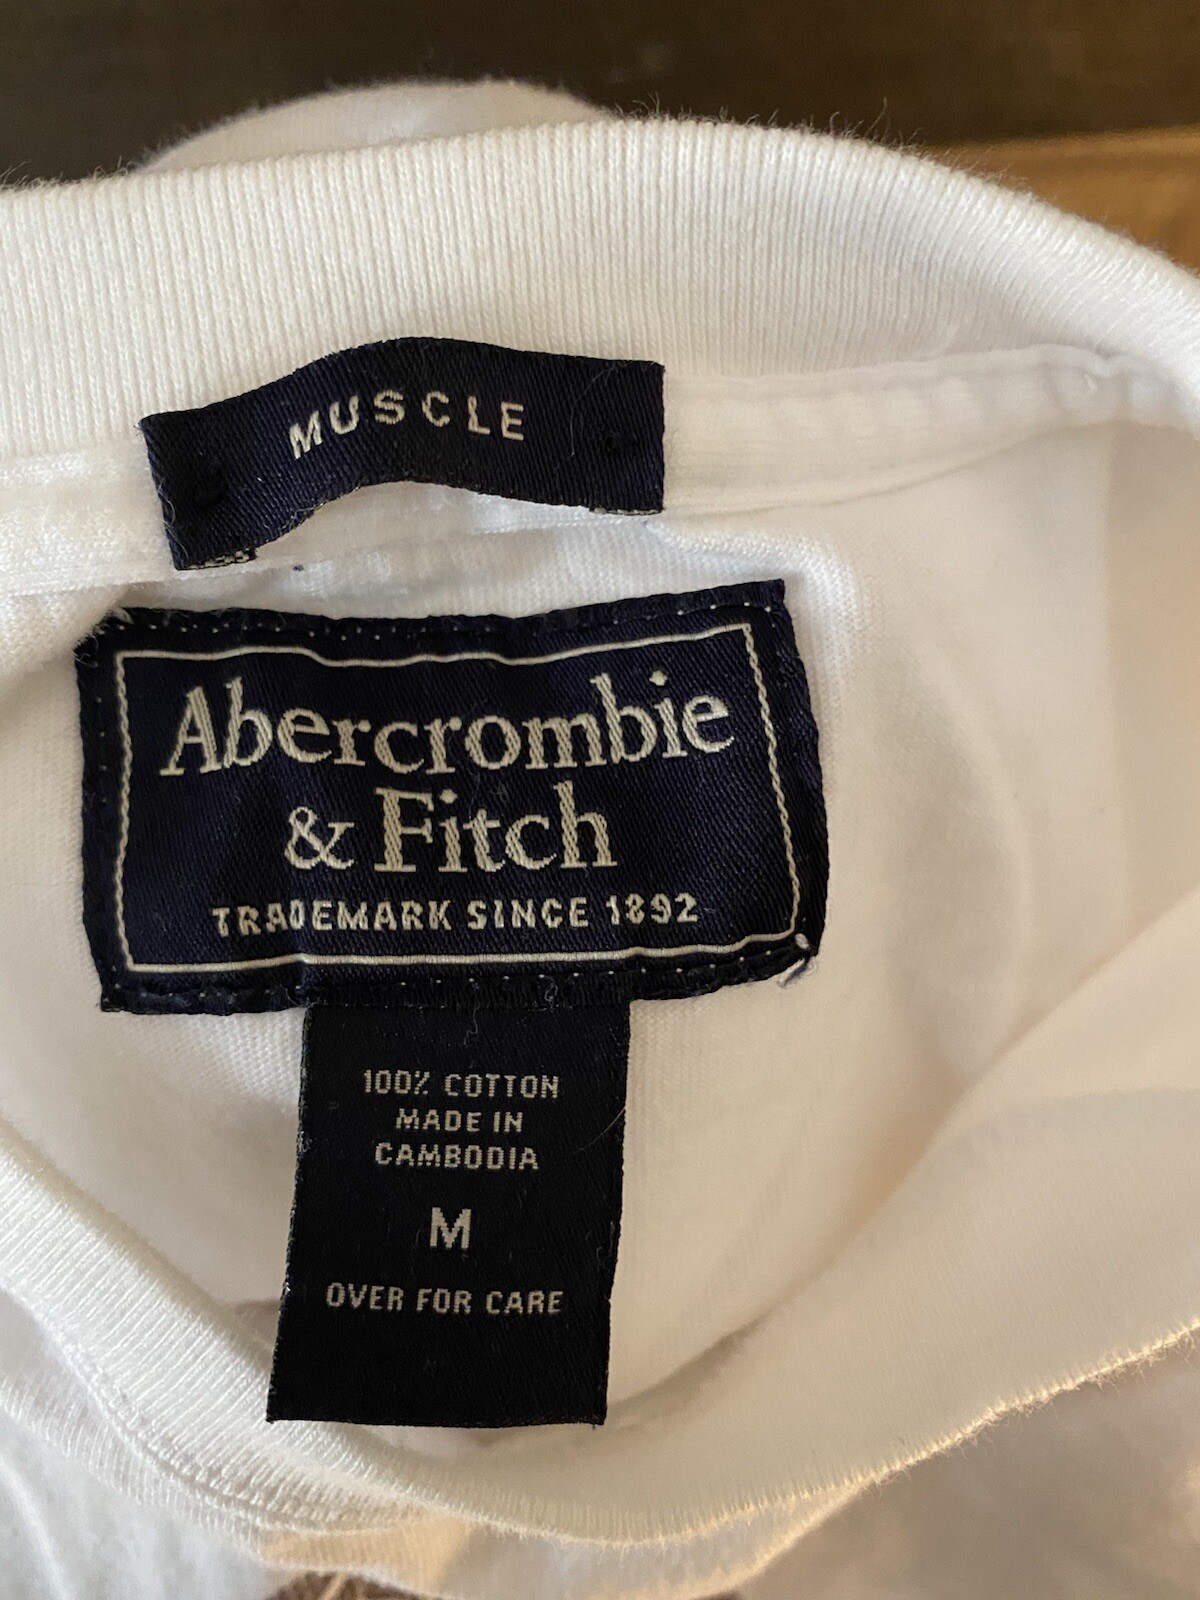 MUSCLE
Abercrombie
& Fitch
TRADEMARK SINCE 1892
100% COTTON
MADE IN
CAMBODIA
M
OVER FOR CARE